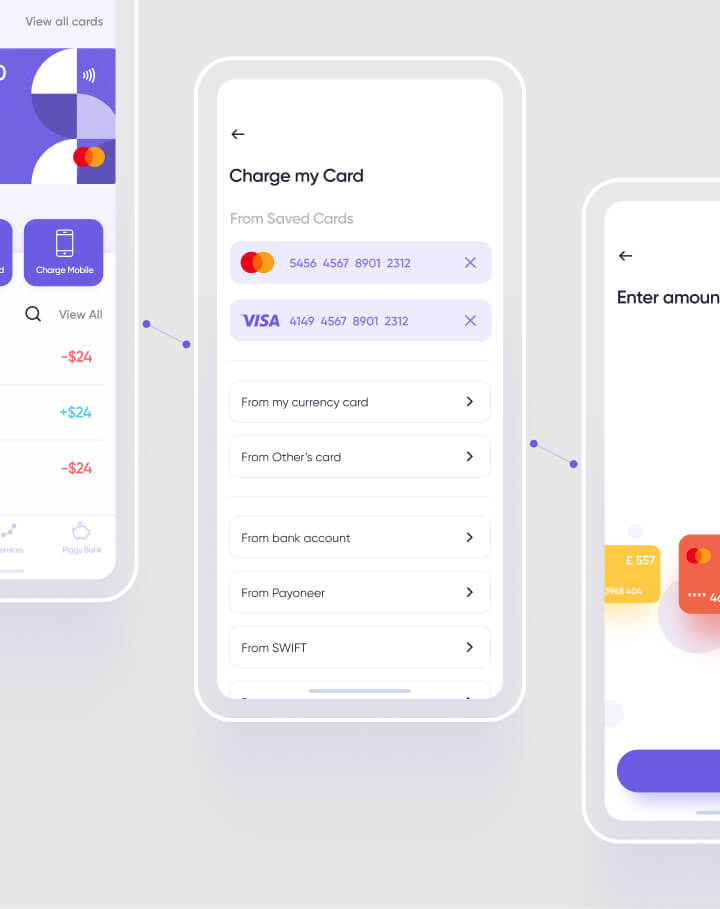 View all cards
0
d
Charge Mobile
View All
-$24
+$24
-$24
ervices
Piggy Bank
Charge my Card
From Saved Cards
5456 4567 8901 2312
VISA
4149 4567 8901 2312
From my currency card
From Other's card
From bank account
From Payoneer
From SWIFT
Enter amoun
£ 557
3968 404
•••• 46